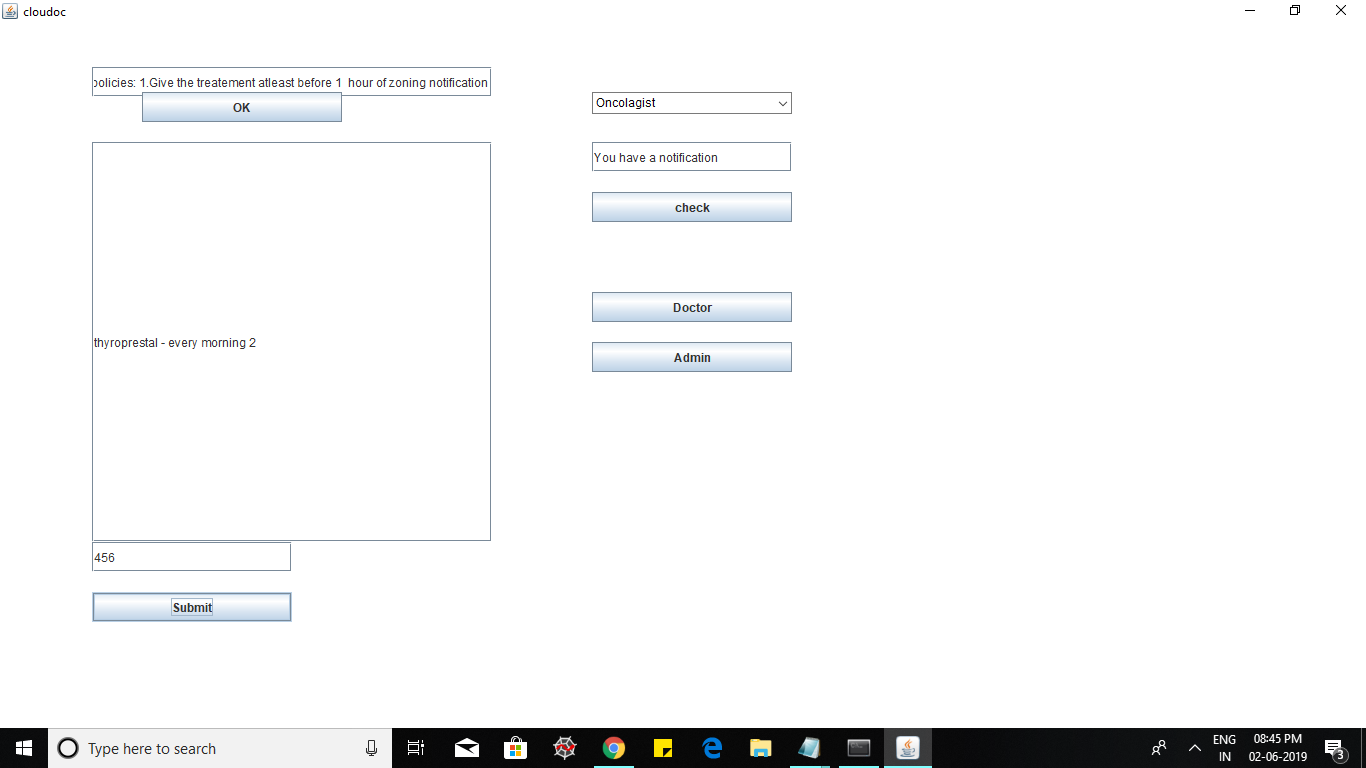 cloudoc
policies: 1.Give the treatement atleast before 1 hour of zoning notification
OK
Oncolagist
You have a notification
check
Doctor
Admin
thyroprestal - every morning 2
456
Submit
Type here to search
ENG
IN
08:45 PM
02-06-2019
3